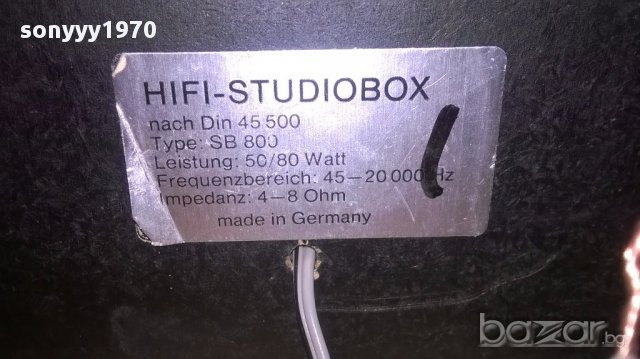 sonyyy1970
HIFI-STUDIOBOX
nach Din 45 500
Type: SB 800
Leistung: 50/80 Watt
Frequenzbereich: 45-20 000 Hz
Impedanz: 4-8 Ohm
made in Germany
bazar.bg